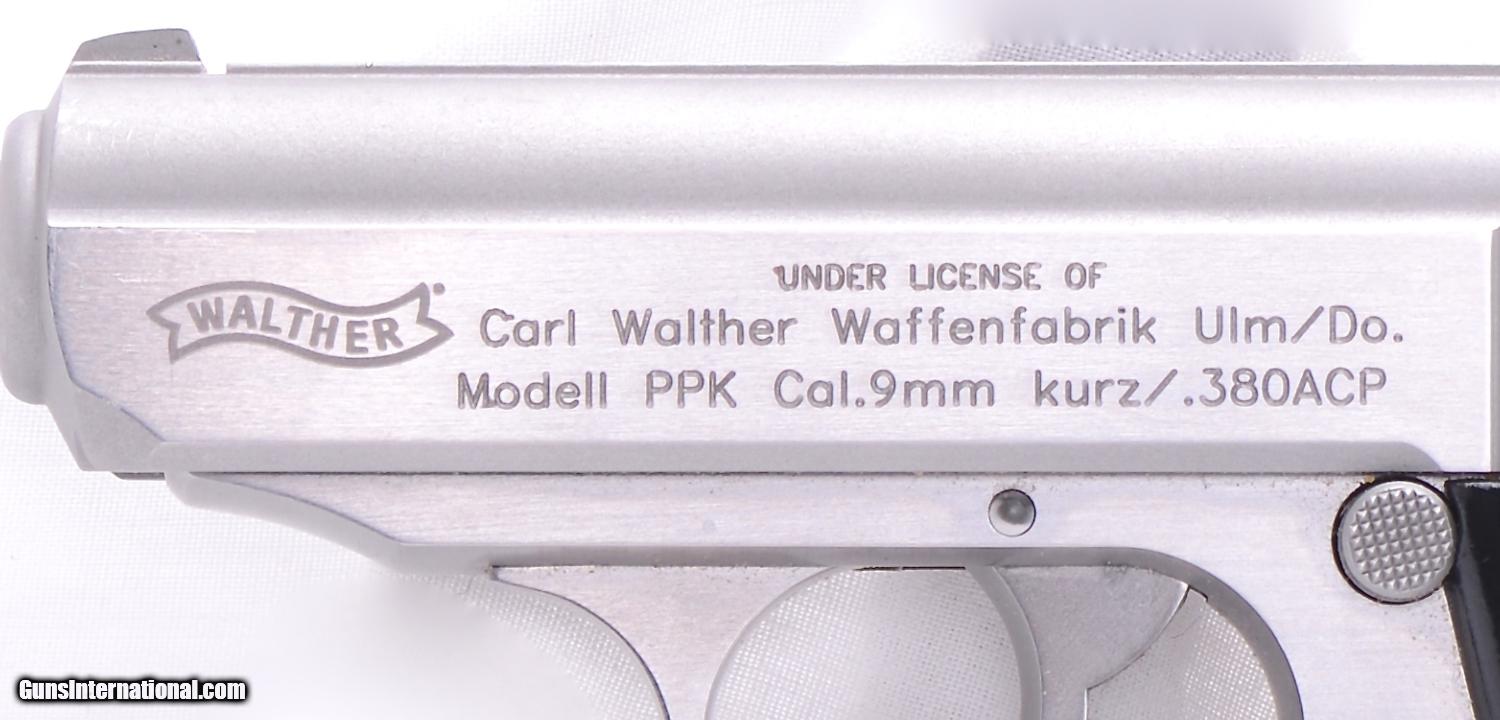 UNDER LICENSE OF
WALTHER
Carl Walther Waffenfabrik Ulm/Do.
Modell PPK Cal.9mm kurz/.380ACP
GunsInternational.com